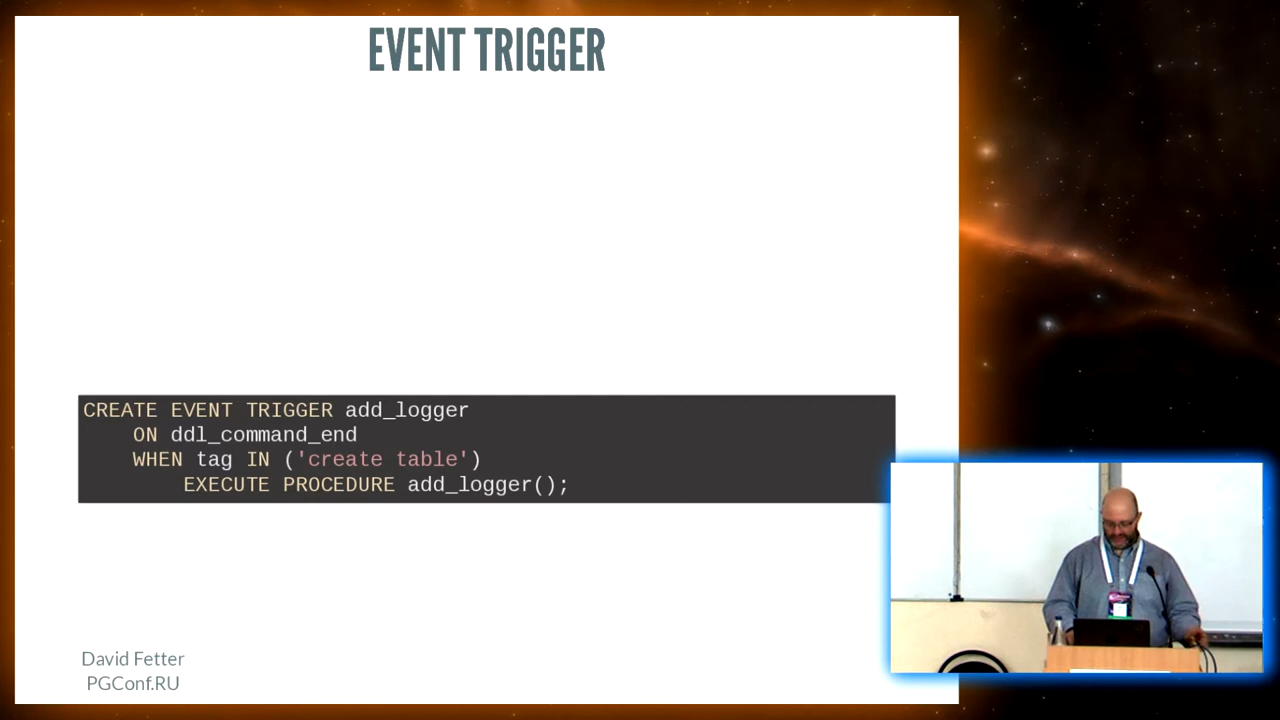 EVENT TRIGGER
CREATE EVENT TRIGGER add_logger
    ON ddl_command_end
    WHEN tag IN ('create table')
        EXECUTE PROCEDURE add_logger();
David Fetter
PGConf.RU